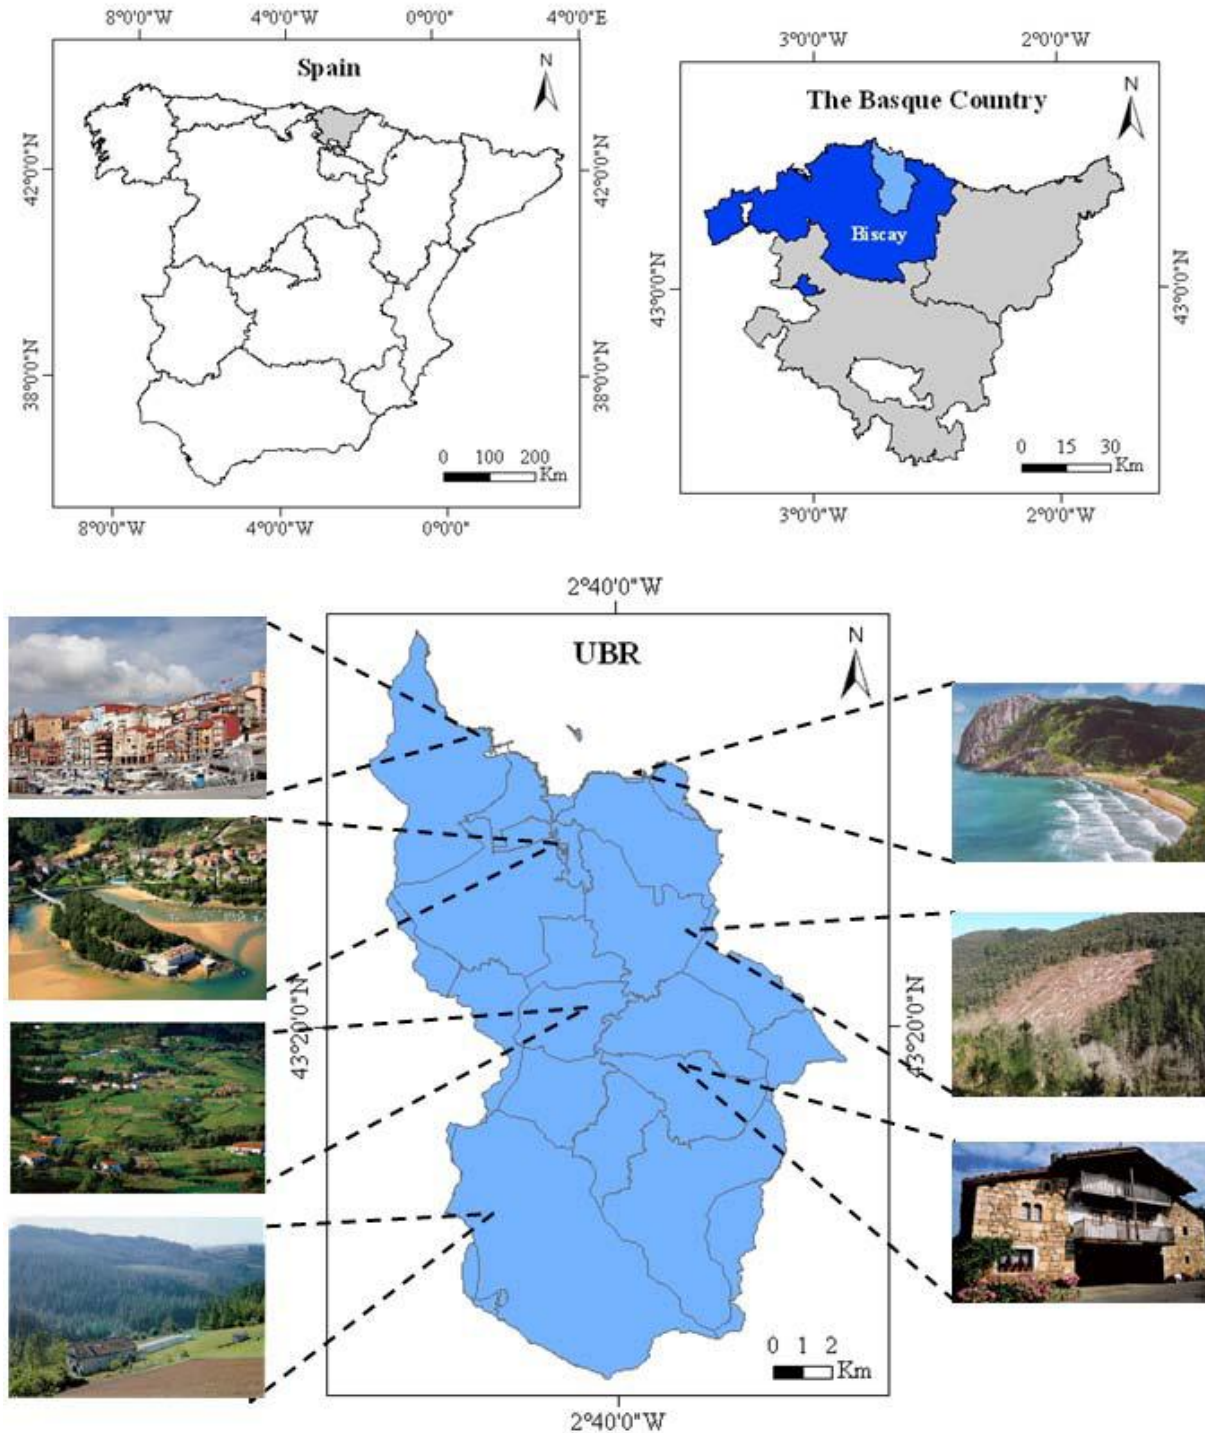 8°0'0"W 4°0'0"W 0°0'0" 4°0'0"E
Spain
N
42°0'0"N
42°0'0"N
38°0'0"N
38°0'0"N
0 100 200
Km
8°0'0"W 4°0'0"W 0°0'0"
3°0'0"W 2°0'0"W
The Basque Country
N
Biscay
43°0'0"N
43°0'0"N
0 15 30
Km
3°0'0"W 2°0'0"W
2°40'0"W
UBR
N
43°20'0"N
43°20'0"N
0 1 2
Km
2°40'0"W